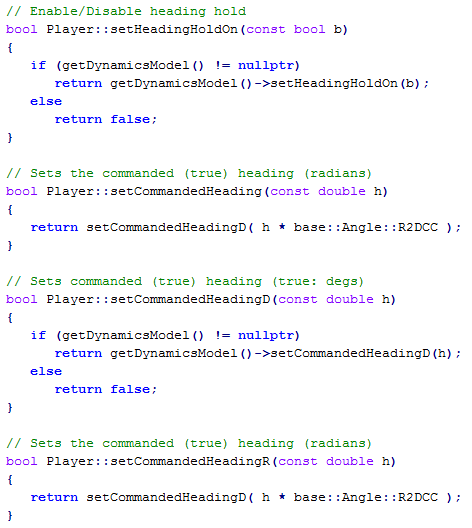 // Enable/Disable heading hold
bool Player::setHeadingHoldOn(const bool b)
{
   if (getDynamicsModel() != nullptr)
      return getDynamicsModel()->setHeadingHoldOn(b);
   else
      return false;
}

// Sets the commanded (true) heading (radians)
bool Player::setCommandedHeading(const double h)
{
   return setCommandedHeadingD( h * base::Angle::R2DCC );
}

// Sets commanded (true) heading (true: degs)
bool Player::setCommandedHeadingD(const double h)
{
   if (getDynamicsModel() != nullptr)
      return getDynamicsModel()->setCommandedHeadingD(h);
   else
      return false;
}

// Sets the commanded (true) heading (radians)
bool Player::setCommandedHeadingR(const double h)
{
   return setCommandedHeadingD( h * base::Angle::R2DCC );
}